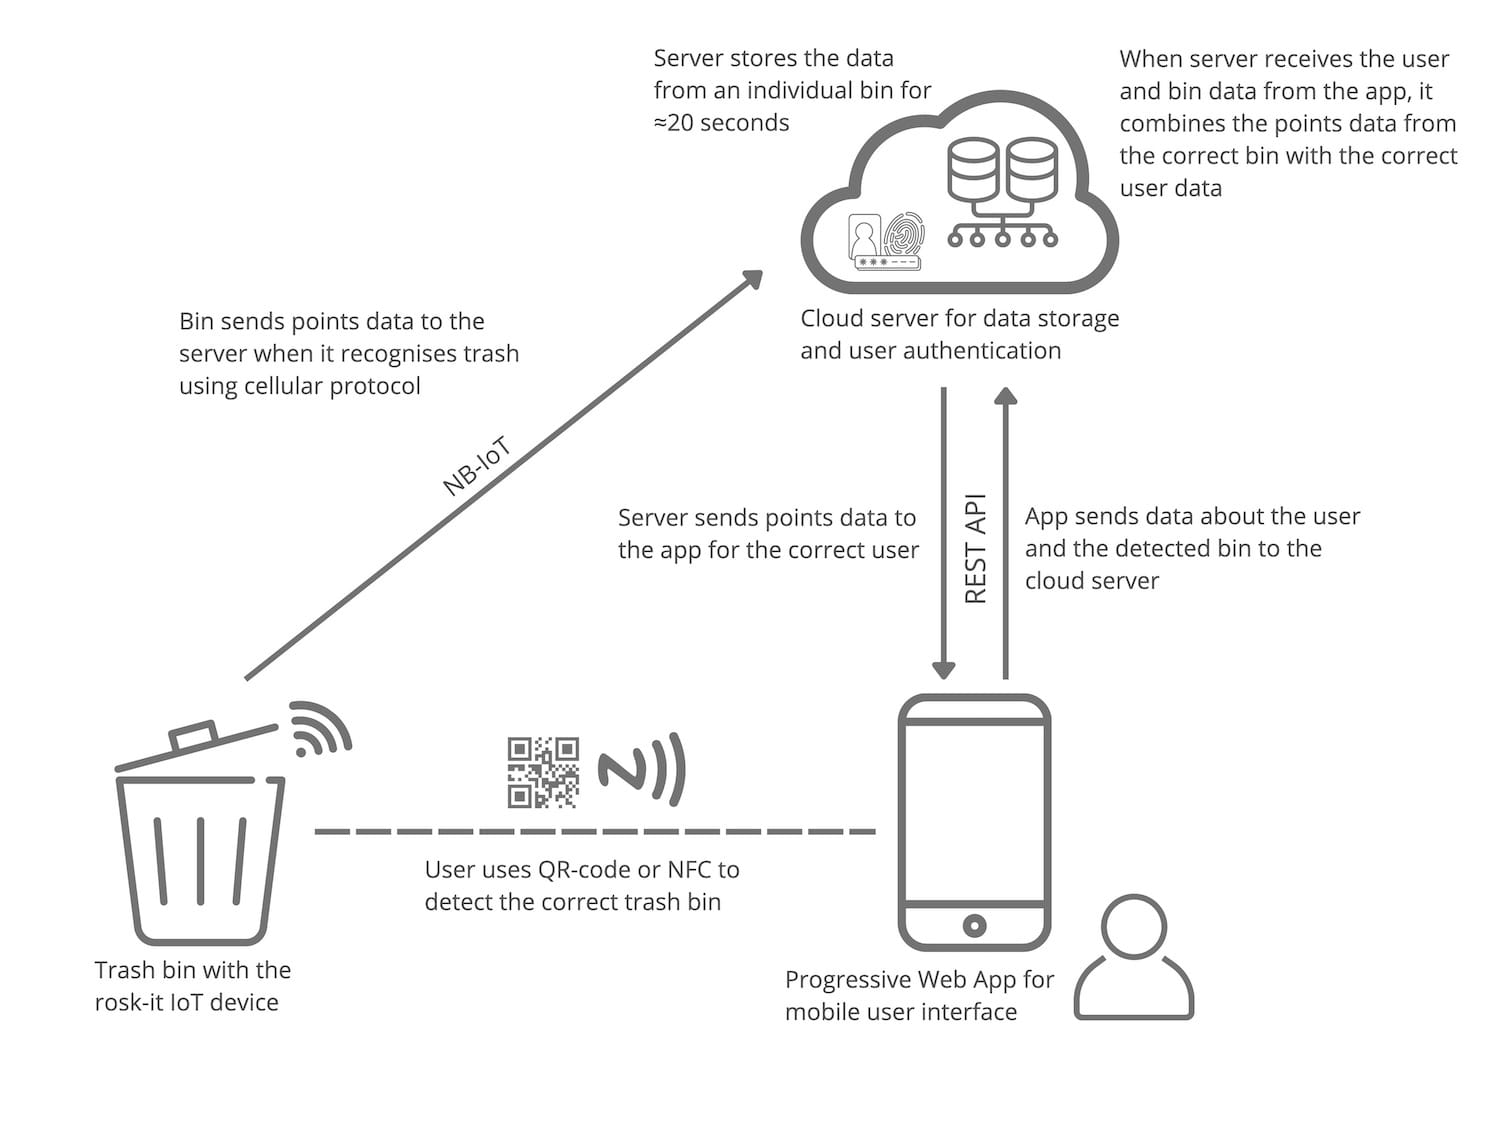 Server stores the data
from an individual bin for
≈20 seconds
When server receives the user
and bin data from the app, it
combines the points data from
the correct bin with the correct
user data
***---
Cloud server for data storage
and user authentication
Bin sends points data to the
server when it recognises trash
using cellular protocol
NB-IoT
Server sends points data to
the app for the correct user
REST API
App sends data about the user
and the detected bin to the
cloud server
User uses QR-code or NFC to
detect the correct trash bin
Trash bin with the
rosk-it IoT device
Progressive Web App for
mobile user interface